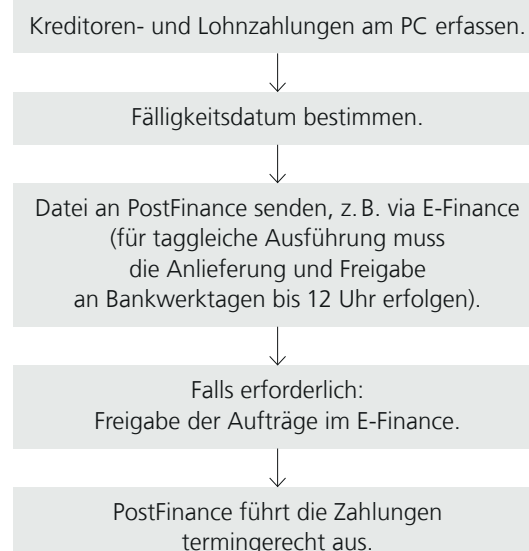 Kreditoren- und Lohnzahlungen am PC erfassen.
Fälligkeitsdatum bestimmen.
Datei an PostFinance senden, z. B. via E-Finance
(für taggleiche Ausführung muss
die Anlieferung und Freigabe
an Bankwerktagen bis 12 Uhr erfolgen).
Falls erforderlich:
Freigabe der Aufträge im E-Finance.
PostFinance führt die Zahlungen
termingerecht aus.